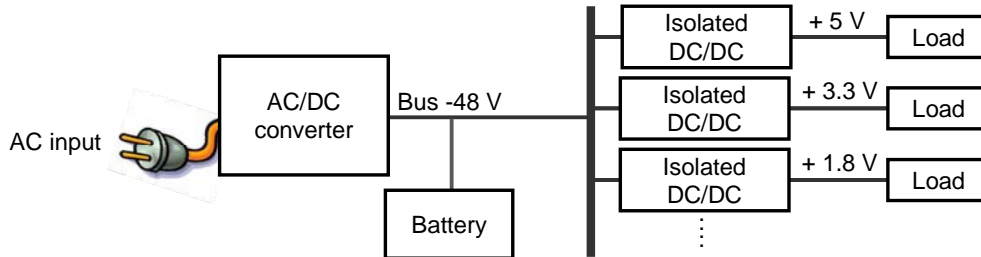 AC input
AC/DC
converter
Bus -48 V
Battery
Isolated
DC/DC
+ 5 V
Load
Isolated
DC/DC
+ 3.3 V
Load
Isolated
DC/DC
+ 1.8 V
Load